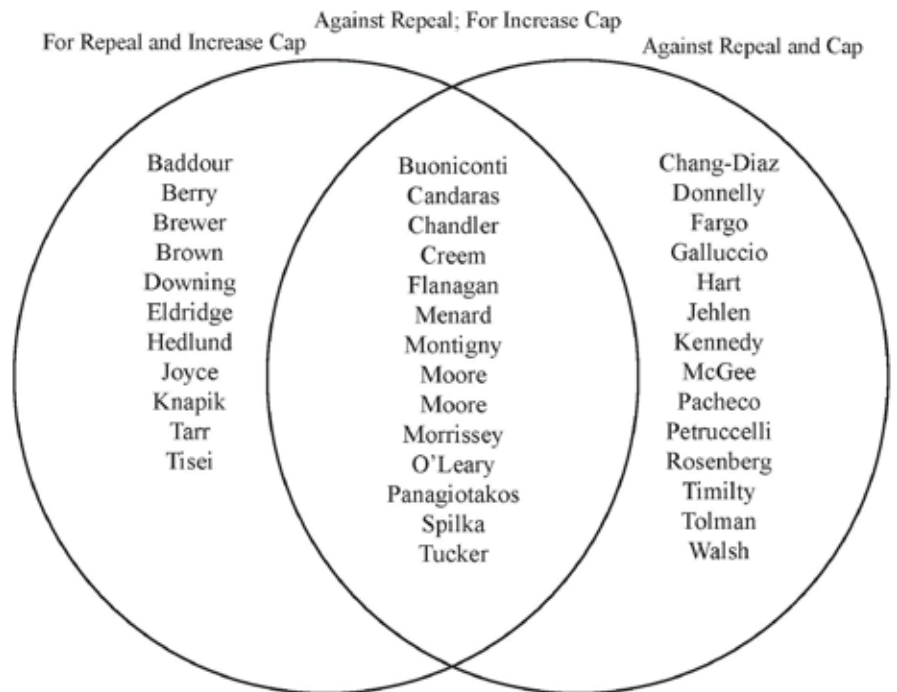 Against Repeal; For Increase Cap
For Repeal and Increase Cap
Against Repeal and Cap
Baddour
Berry
Brewer
Brown
Downing
Eldridge
Hedlund
Joyce
Knapik
Tarr
Tisei
Buoniconti
Candaras
Chandler
Creem
Flanagan
Menard
Montigny
Moore
Moore
Morrissey
O'Leary
Panagiotakos
Spilka
Tucker
Chang-Diaz
Donnelly
Fargo
Galluccio
Hart
Jehlen
Kennedy
McGee
Pacheco
Petruccelli
Rosenberg
Timilty
Tolman
Walsh